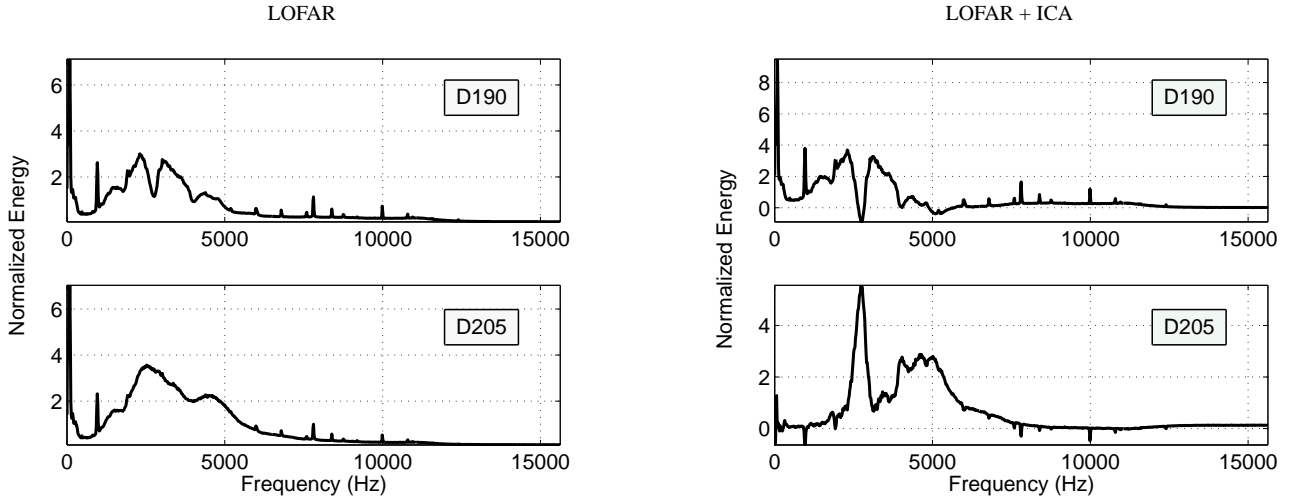 LOFAR
LOFAR + ICA
Normalized Energy
6
4
2
D190
0 5000 10000 15000
6
4
2
D205
0 5000 10000 15000
Frequency (Hz)
Normalized Energy
8
6
4
2
0
D190
0 5000 10000 15000
4
2
0
D205
0 5000 10000 15000
Frequency (Hz)